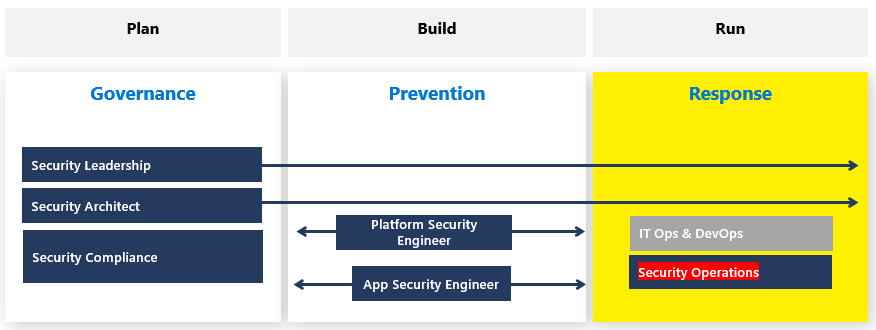 Plan
Build
Run
Governance
Prevention
Response
Security Leadership
Security Architect
Security Compliance
Platform Security
Engineer
App Security Engineer
IT Ops & DevOps
Security Operations